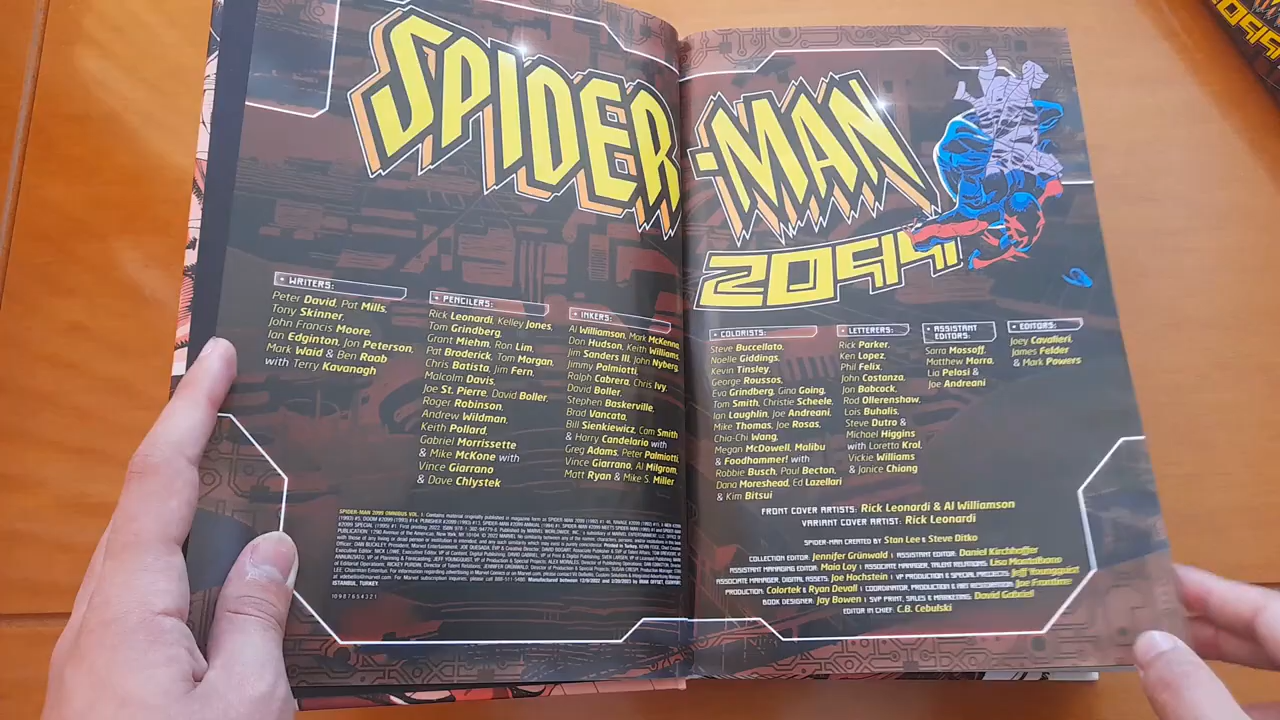 SPIDER
-MAN
2099
WRITERS:
Peter David, Pat Mills,
Tony Skinner,
John Francis Moore,
Ian Edginton, Jon Peterson,
Mark Waid & Ben Raab
with Terry Kavanagh
PENCILERS:
Rick Leonardi, Kelley Jones,
Tom Grindberg,
Grant Miehm, Ron Lim,
Pat Broderick, Tom Morgan,
Chris Batista, Jim Fern,
Malcolm Davis,
Joe St. Pierre, David Boller,
Roger Robinson,
Andrew Wildman,
Keith Pollard,
Gabriel Morrissette
& Mike McKone with
Vince Giarrano
& Dave Chlystek
INKERS:
Al Williamson, Mark McKenna,
Don Hudson, Keith Williams,
Jim Sanders III, John Nyberg,
Jimmy Palmiotti,
Ralph Cabrera, Chris Ivy,
David Boller,
Stephen Baskerville,
Brad Vancata,
Bill Sienkiewicz, Cam Smith
& Harry Candelario with
Greg Adams, Peter Palmiotti,
Vince Giarrano, Al Milgrom,
Matt Ryan & Mike S. Miller
COLORISTS:
Steve Buccellato,
Noelle Giddings,
Kevin Tinsley,
George Roussos,
Eva Grindberg, Gina Going,
Tom Smith, Christie Scheele,
Ian Laughlin, Joe Andreani,
Mike Thomas, Joe Rosas,
Chia-Chi Wang,
Megan McDowell, Malibu
& Foodhammer! with
Robbie Busch, Paul Becton,
Dana Moreshead, Ed Lazellari
& Kim Bitsui
LETTERERS:
Rick Parker,
Ken Lopez,
Phil Felix,
John Costanza,
Jon Babcock,
Rod Ollerenshaw,
Lois Buhalis,
Steve Dutro &
Michael Higgins
with Loretta Krol,
Vickie Williams
& Janice Chiang
ASSISTANT
EDITORS:
Sara Mossoff,
Matthew Morra,
Lia Pelosi &
Joe Andreani
EDITORS:
Joey Cavalieri,
James Felder
& Mark Powers
FRONT COVER ARTISTS: Rick Leonardi & Al Williamson
VARIANT COVER ARTIST: Rick Leonardi
SPIDER-MAN CREATED BY Stan Lee & Steve Ditko
COLLECTION EDITOR: Jennifer Grünwald | ASSISTANT EDITOR: Daniel Kirchhoffer
ASSISTANT MANAGING EDITOR: Maia Loy | ASSOCIATE MANAGER, TALENT RELATIONS: Lisa Montalbano
ASSOCIATE MANAGER, DIGITAL ASSETS: Joe Hochstein | VP PRODUCTION & SPECIAL PROJECTS: Jeff Youngquist
PRODUCTION: Colortek & Ryan Devall | COORDINATOR, PRODUCTION & ART RESTORATION: Joe Frontirre
BOOK DESIGNER: Jay Bowen | SVP PRINT, SALES & MARKETING: David Gabriel
EDITOR IN CHIEF: C.B. Cebulski
SPIDER-MAN 2099 OMNIBUS VOL. 1.
ISTANBUL, TURKEY
10 9 8 7 6 5 4 3 2 1
2099